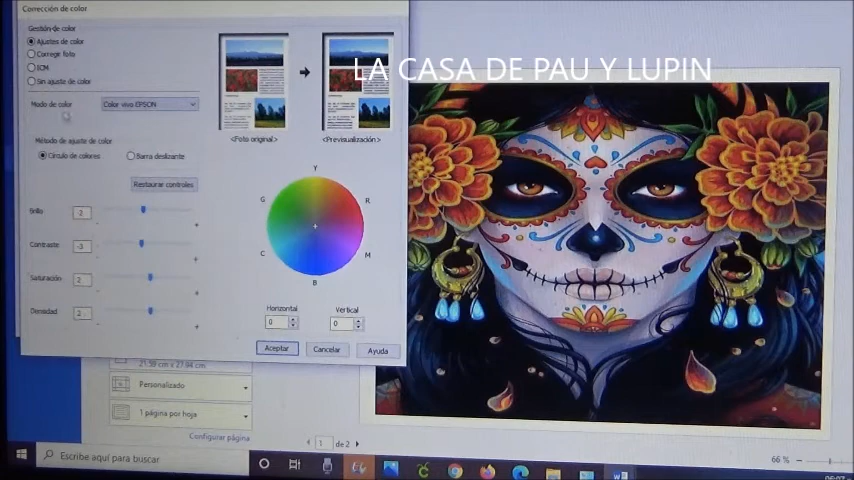 Corrección de color
Gestión de color
Ajustes de color
Corregir foto
ICM
Sin ajuste de color
Modo de color
Color vivo EPSON
<Foto original>
<Previsualización>
LA CASA DE PAU Y LUPIN
Método de ajuste de color
Círculo de colores
Barra deslizante
Restaurar controles
Brillo
-2
Contraste
-3
Saturación
2
Densidad
2
Y
G
R
C
M
B
Horizontal
Vertical
0
0
Aceptar
Cancelar
Ayuda
21.59 cm x 27.94 cm
Personalizado
1 página por hoja
Configurar página
1 de 2
66 %
Escribe aquí para buscar